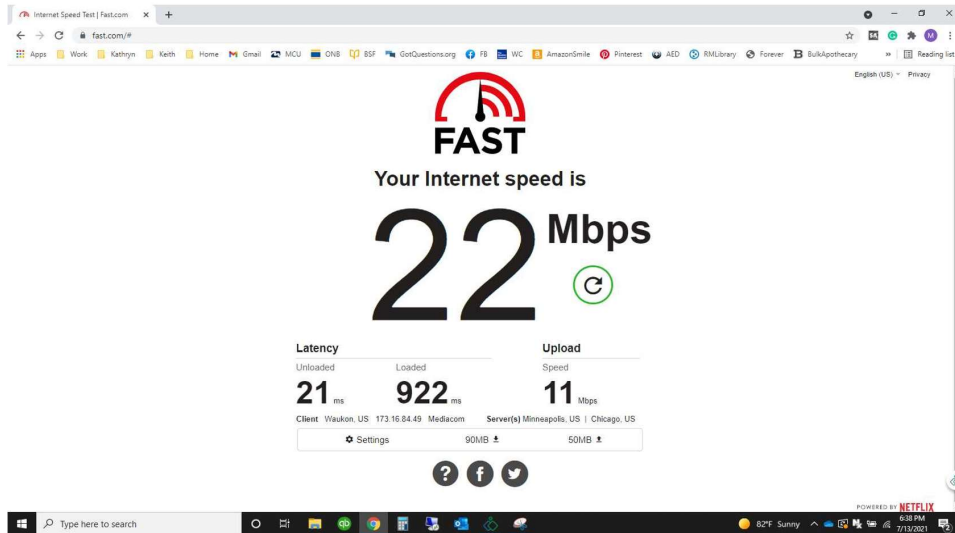 Internet Speed Test | Fast.com
fast.com/#
Apps Work Kathryn Keith Home Gmail MCU ONB BSF GotQuestions.org FB WC AmazonSmile Pinterest AED RMLibrary Forever BulkApothecary » Reading list
English (US) Privacy
FAST
Your Internet speed is
22 Mbps
Latency Upload
Unloaded Loaded Speed
21 ms 922 ms 11 Mbps
Client Waukon, US 173.16.84.49 Mediacom Server(s) Minneapolis, US | Chicago, US
Settings 90MB 50MB
POWERED BY NETFLIX
Type here to search qb 82°F Sunny 6:38 PM
7/13/2021